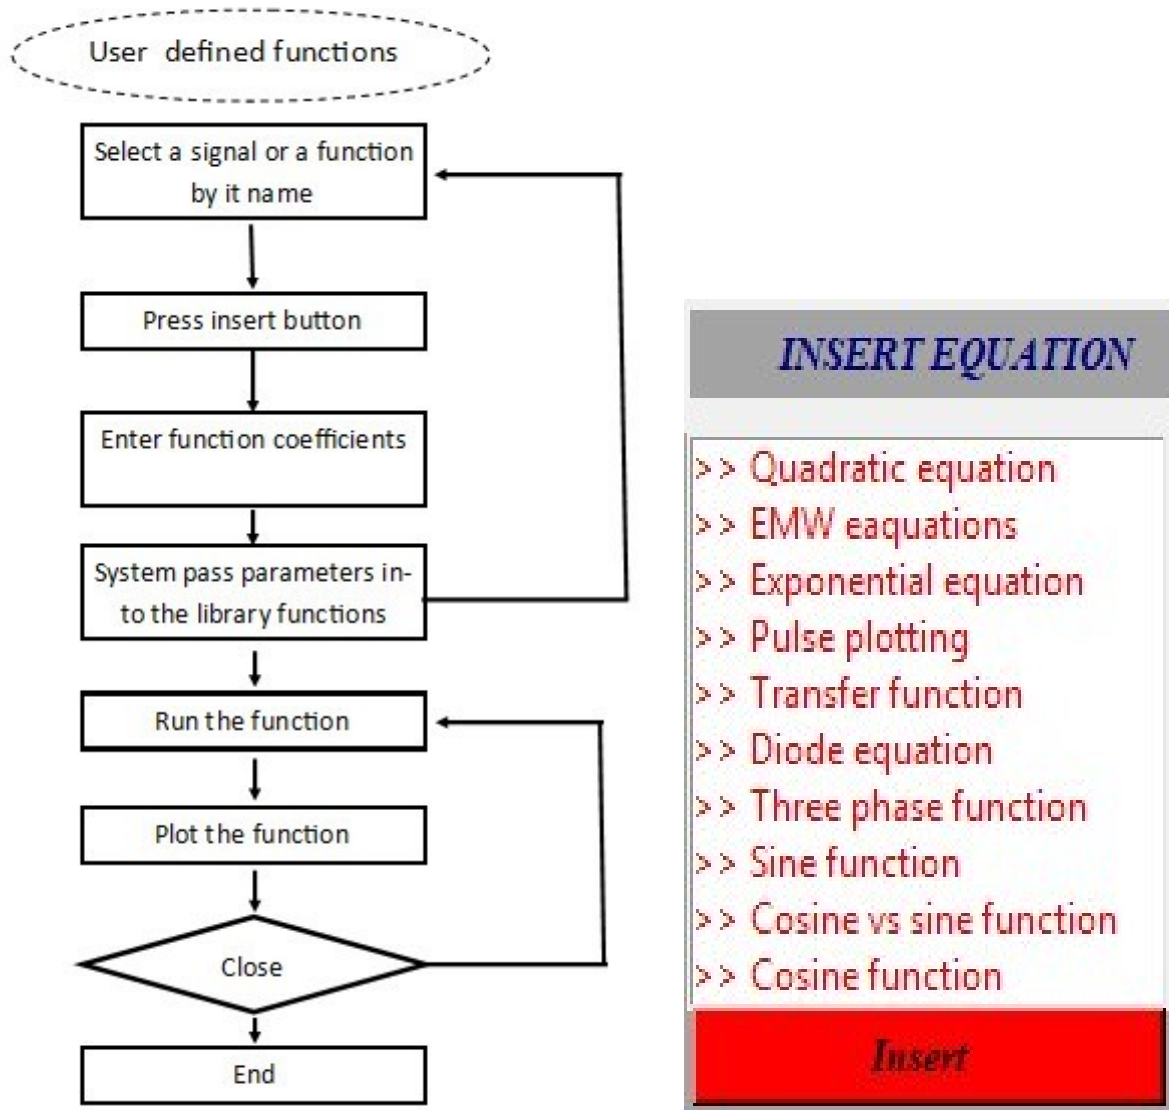 User defined functions
Select a signal or a function
by it name
Press insert button
Enter function coefficients
System pass parameters in-
to the library functions
Run the function
Plot the function
Close
End
INSERT EQUATION
>> Quadratic equation
>> EMW eaquations
>> Exponential equation
>> Pulse plotting
>> Transfer function
>> Diode equation
>> Three phase function
>> Sine function
>> Cosine vs sine function
>> Cosine function
Insert